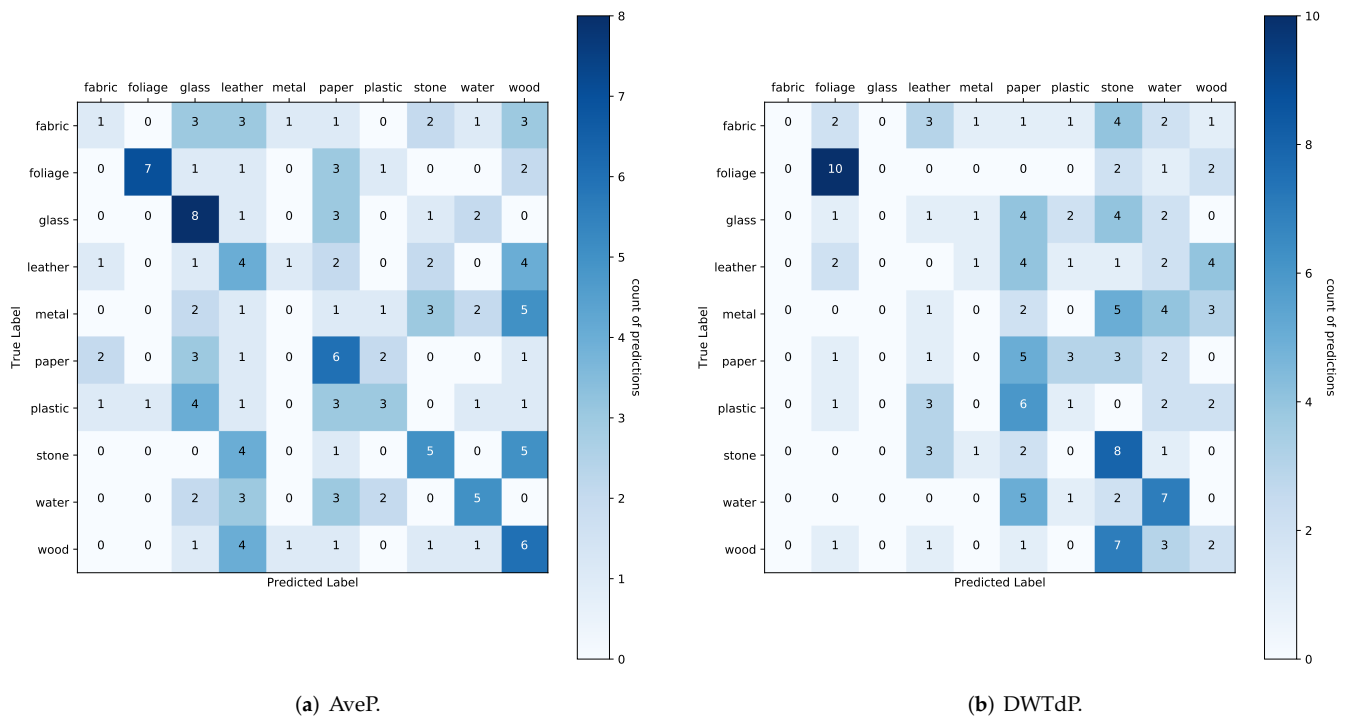 fabric foliage glass leather metal paper plastic stone water wood
fabric 1 0 3 3 1 1 0 2 1 3
foliage 0 7 1 1 0 3 1 0 0 2
glass 0 0 8 1 0 3 0 1 2 0
leather 1 0 1 4 1 2 0 2 0 4
metal 0 0 2 1 0 1 1 3 2 5
paper 2 0 3 1 0 6 2 0 0 1
plastic 1 1 4 1 0 3 3 0 1 1
stone 0 0 0 4 0 1 0 5 0 5
water 0 0 2 3 0 3 2 0 5 0
wood 0 0 1 4 1 1 0 1 1 6
True Label
Predicted Label
8
7
6
5
4
3
2
1
0
count of predictions
(a) AveP.
fabric foliage glass leather metal paper plastic stone water wood
fabric 0 2 0 3 1 1 1 4 2 1
foliage 0 10 0 0 0 0 0 2 1 2
glass 0 1 0 1 1 4 2 4 2 0
leather 0 2 0 0 1 4 1 1 2 4
metal 0 0 0 1 0 2 0 5 4 3
paper 0 1 0 1 0 5 3 3 2 0
plastic 0 1 0 3 0 6 1 0 2 2
stone 0 0 0 3 1 2 0 8 1 0
water 0 0 0 0 0 5 1 2 7 0
wood 0 1 0 1 0 1 0 7 3 2
True Label
Predicted Label
10
8
6
4
2
0
count of predictions
(b) DWTdP.